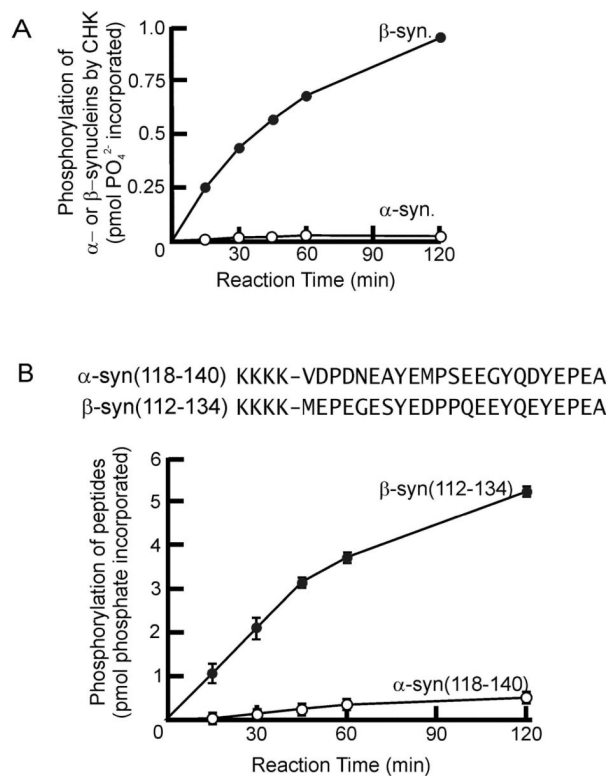 A
Phosphorylation of
α– or β–synucleins by CHK
(pmol PO₄²⁻ incorporated)
1.0
0.75
0.5
0.25
0
30
60
90
120
β-syn.
α-syn.
Reaction Time (min)
B
α-syn(118-140) KKKK–VDPDNEAYEMPSEEGYQDYEPEA
β-syn(112-134) KKKK–MEPEGESYEDPPQEEYQEYEPEA
Phosphorylation of peptides
(pmol phosphate incorporated)
6
5
4
3
2
1
0
30
60
90
120
β-syn(112-134)
α-syn(118-140)
Reaction Time (min)